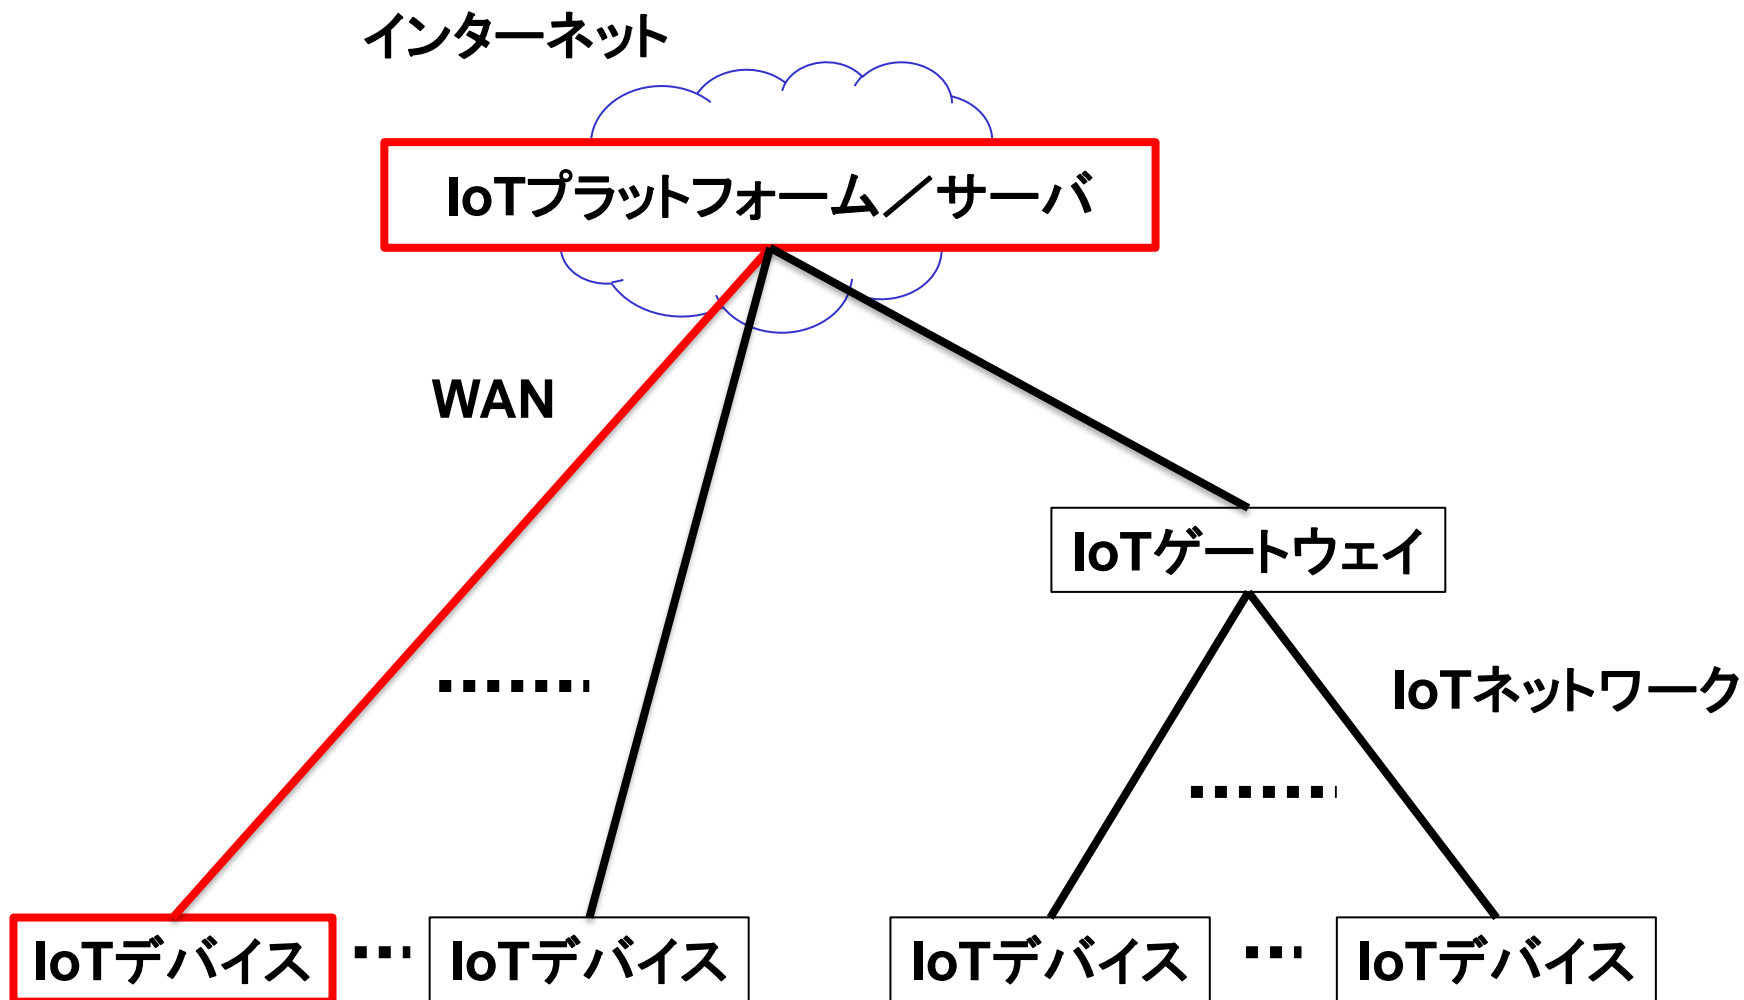 インターネット
IoTプラットフォーム／サーバ
WAN
IoTゲートウェイ
IoTネットワーク
IoTデバイス … IoTデバイス IoTデバイス … IoTデバイス